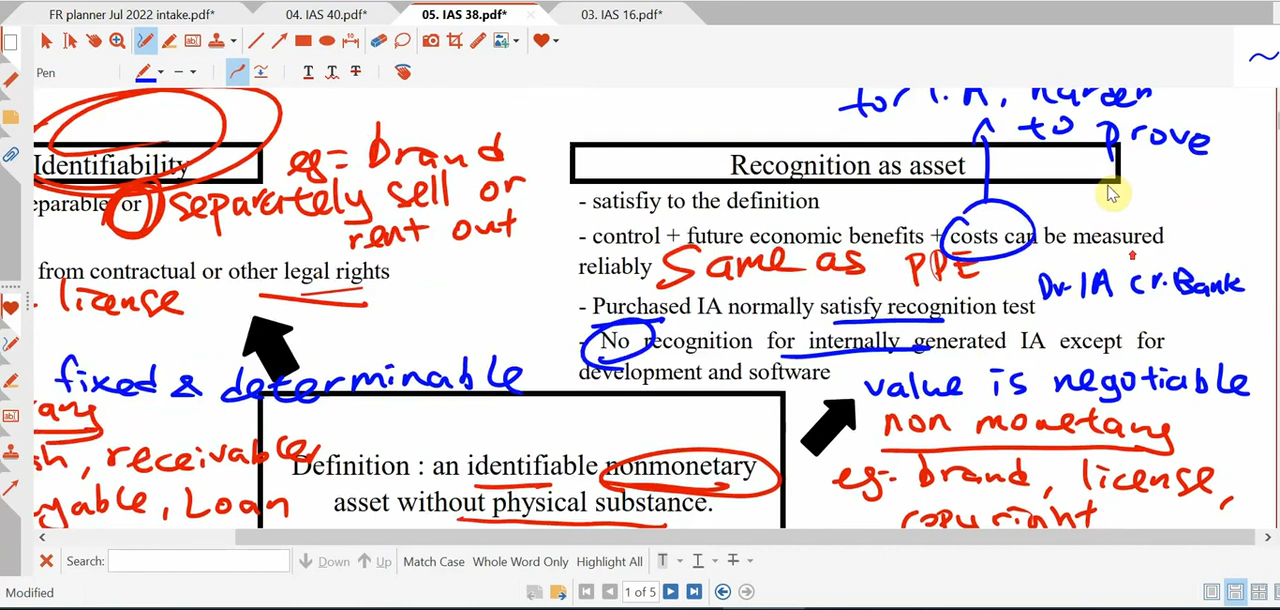 FR planner Jul 2022 intake.pdf*
04. IAS 40.pdf*
05. IAS 38.pdf*
03. IAS 16.pdf*
Pen
for I.A, harder
to prove
Identifiability
eg= brand
separately sell or
rent out
eparable or
from contractual or other legal rights
license
Recognition as asset
- satisfiy to the definition
- control + future economic benefits + costs can be measured
reliably
Same as PPE
Dr IA Cr. Bank
- Purchased IA normally satisfy recognition test
- No recognition for internally generated IA except for
development and software
fixed & determinable
value is negotiable
non monetary
eg= brand, license,
copyright
receivable,
Loan
Definition : an identifiable nonmonetary
asset without physical substance.
Search:
Down
Up
Match Case
Whole Word Only
Highlight All
Modified
1 of 5